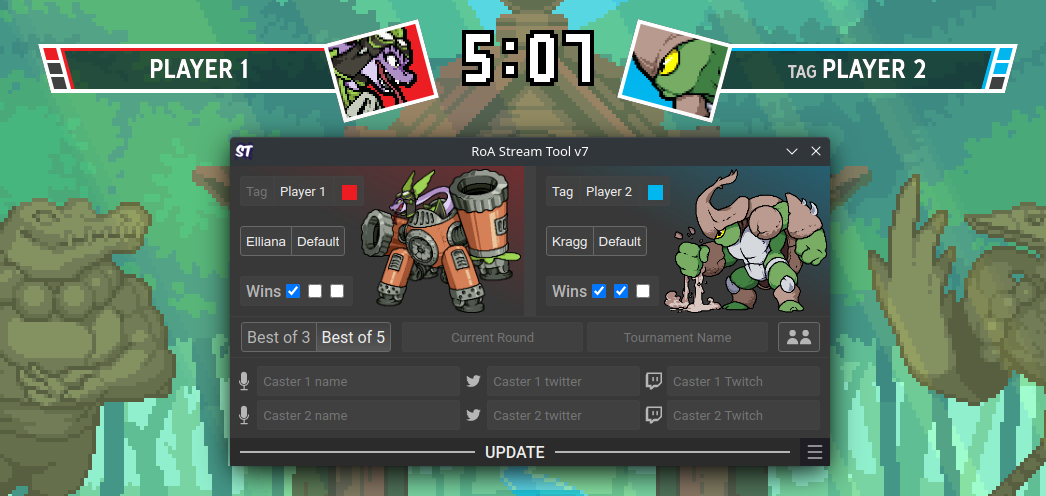 PLAYER 1
5:07
TAG PLAYER 2
ST
RoA Stream Tool v7
Tag Player 1
Tag Player 2
Elliana Default
Kragg Default
Wins
Wins
Best of 3 Best of 5 Current Round Tournament Name
Caster 1 name Caster 1 twitter Caster 1 Twitch
Caster 2 name Caster 2 twitter Caster 2 Twitch
UPDATE